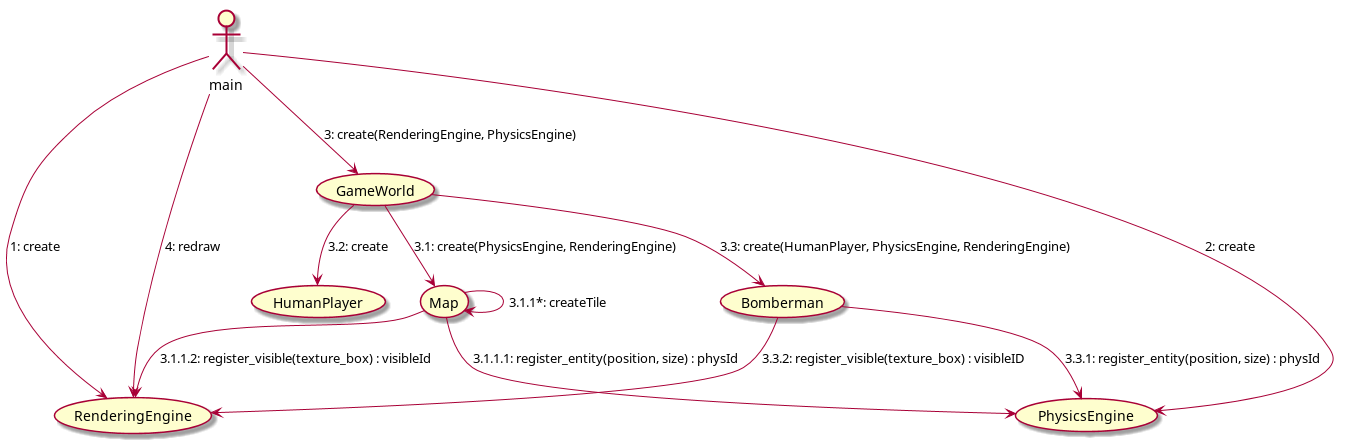 main
3: create(RenderingEngine, PhysicsEngine)
GameWorld
1: create
4: redraw
3.2: create
3.1: create(PhysicsEngine, RenderingEngine)
3.3: create(HumanPlayer, PhysicsEngine, RenderingEngine)
2: create
HumanPlayer
Map
3.1.1*: createTile
Bomberman
3.1.1.2: register_visible(texture_box) : visibleId
3.1.1.1: register_entity(position, size) : physId
3.3.2: register_visible(texture_box) : visibleID
3.3.1: register_entity(position, size) : physId
RenderingEngine
PhysicsEngine